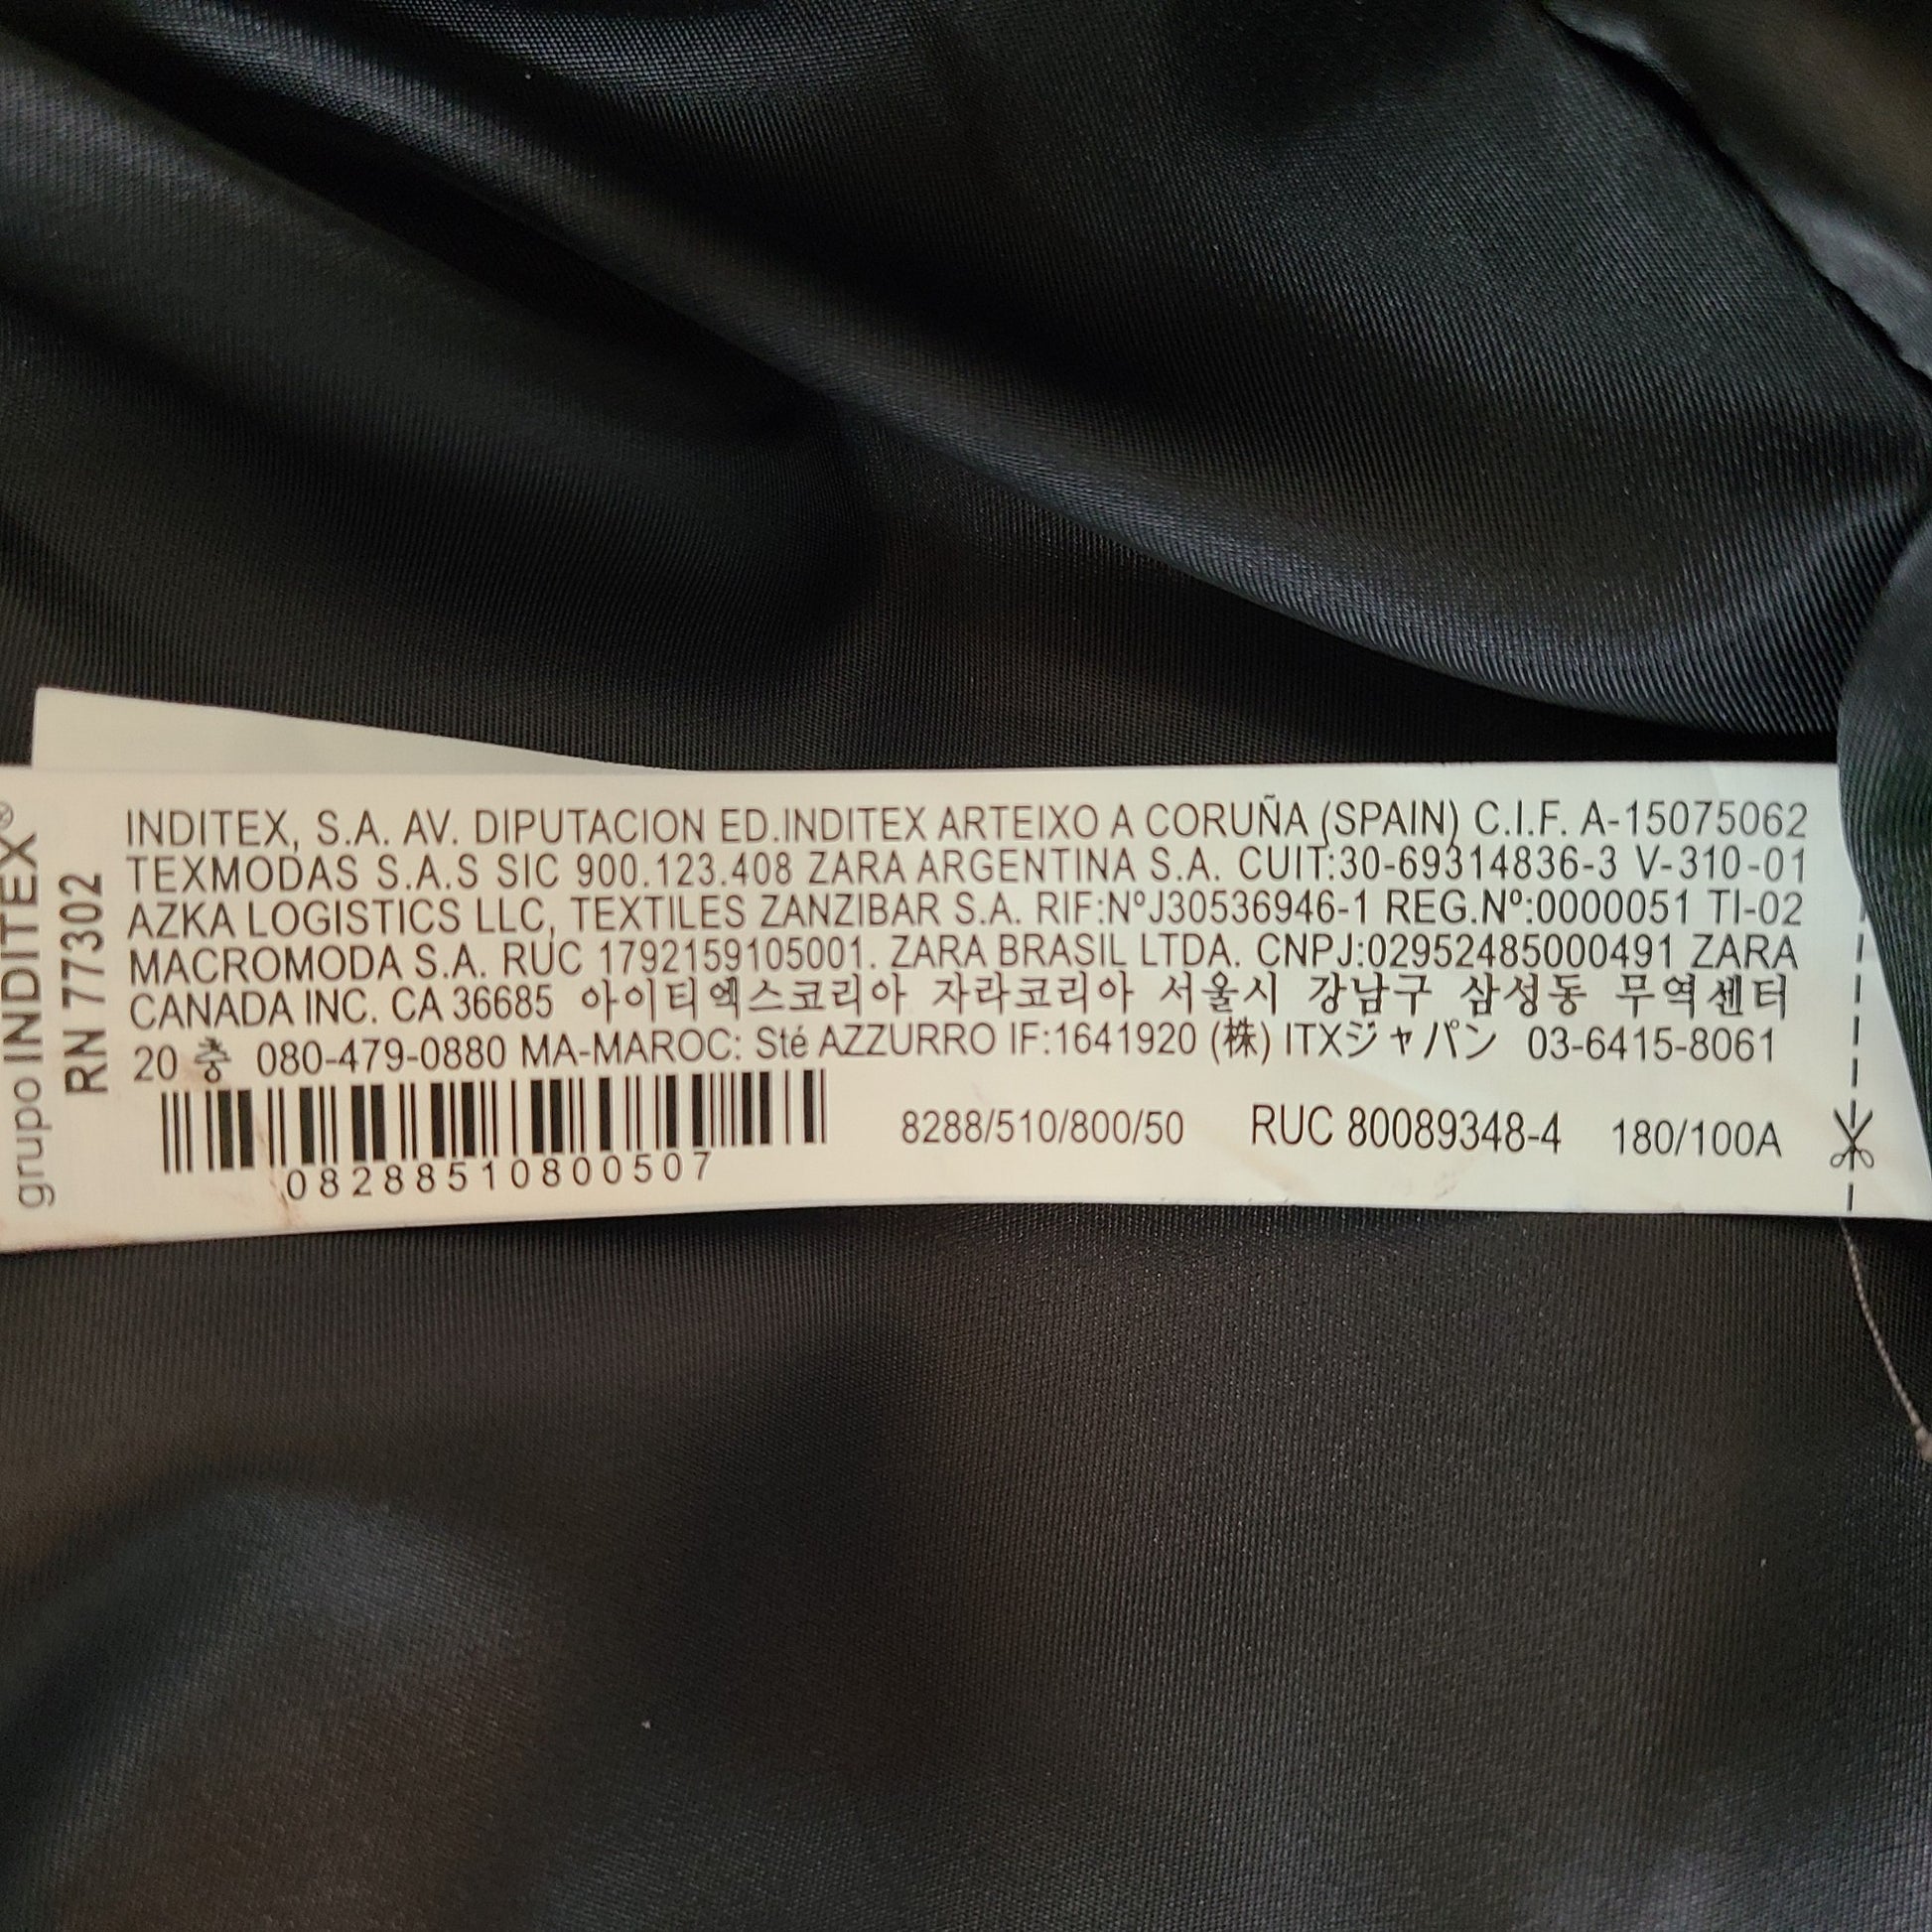 grupo INDITEX®
RN 77302
INDITEX, S.A. AV. DIPUTACION ED.INDITEX ARTEIXO A CORUÑA (SPAIN) C.I.F. A-15075062
TEXMODAS S.A.S SIC 900.123.408 ZARA ARGENTINA S.A. CUIT:30-69314836-3 V-310-01
AZKA LOGISTICS LLC, TEXTILES ZANZIBAR S.A. RIF:NºJ30536946-1 REG.Nº:0000051 TI-02
MACROMODA S.A. RUC 1792159105001. ZARA BRASIL LTDA. CNPJ:02952485000491 ZARA
CANADA INC. CA 36685 아이티엑스코리아 자라코리아 서울시 강남구 삼성동 무역센터
20 층 080-479-0880 MA-MAROC: Sté AZZURRO IF:1641920 (株) ITXジャパン 03-6415-8061
8288/510/800/50 RUC 80089348-4 180/100A
08288510800507